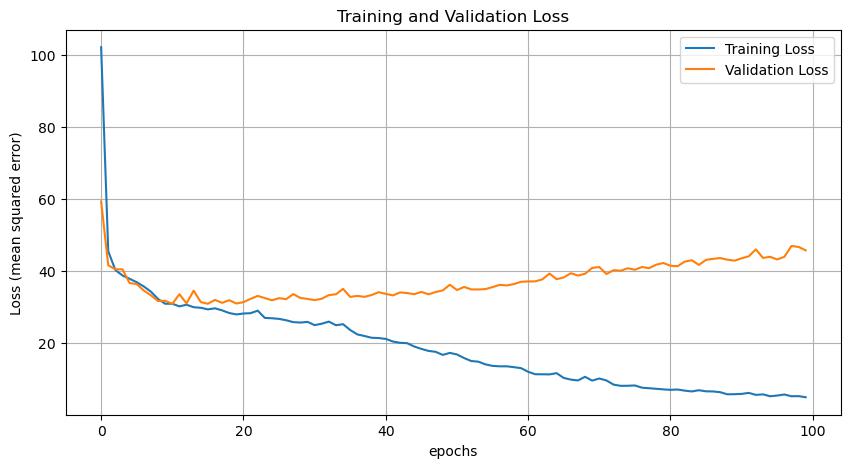 Training and Validation Loss
Training Loss
Validation Loss
Loss (mean squared error)
100
80
60
40
20
0
20
40
60
80
100
epochs